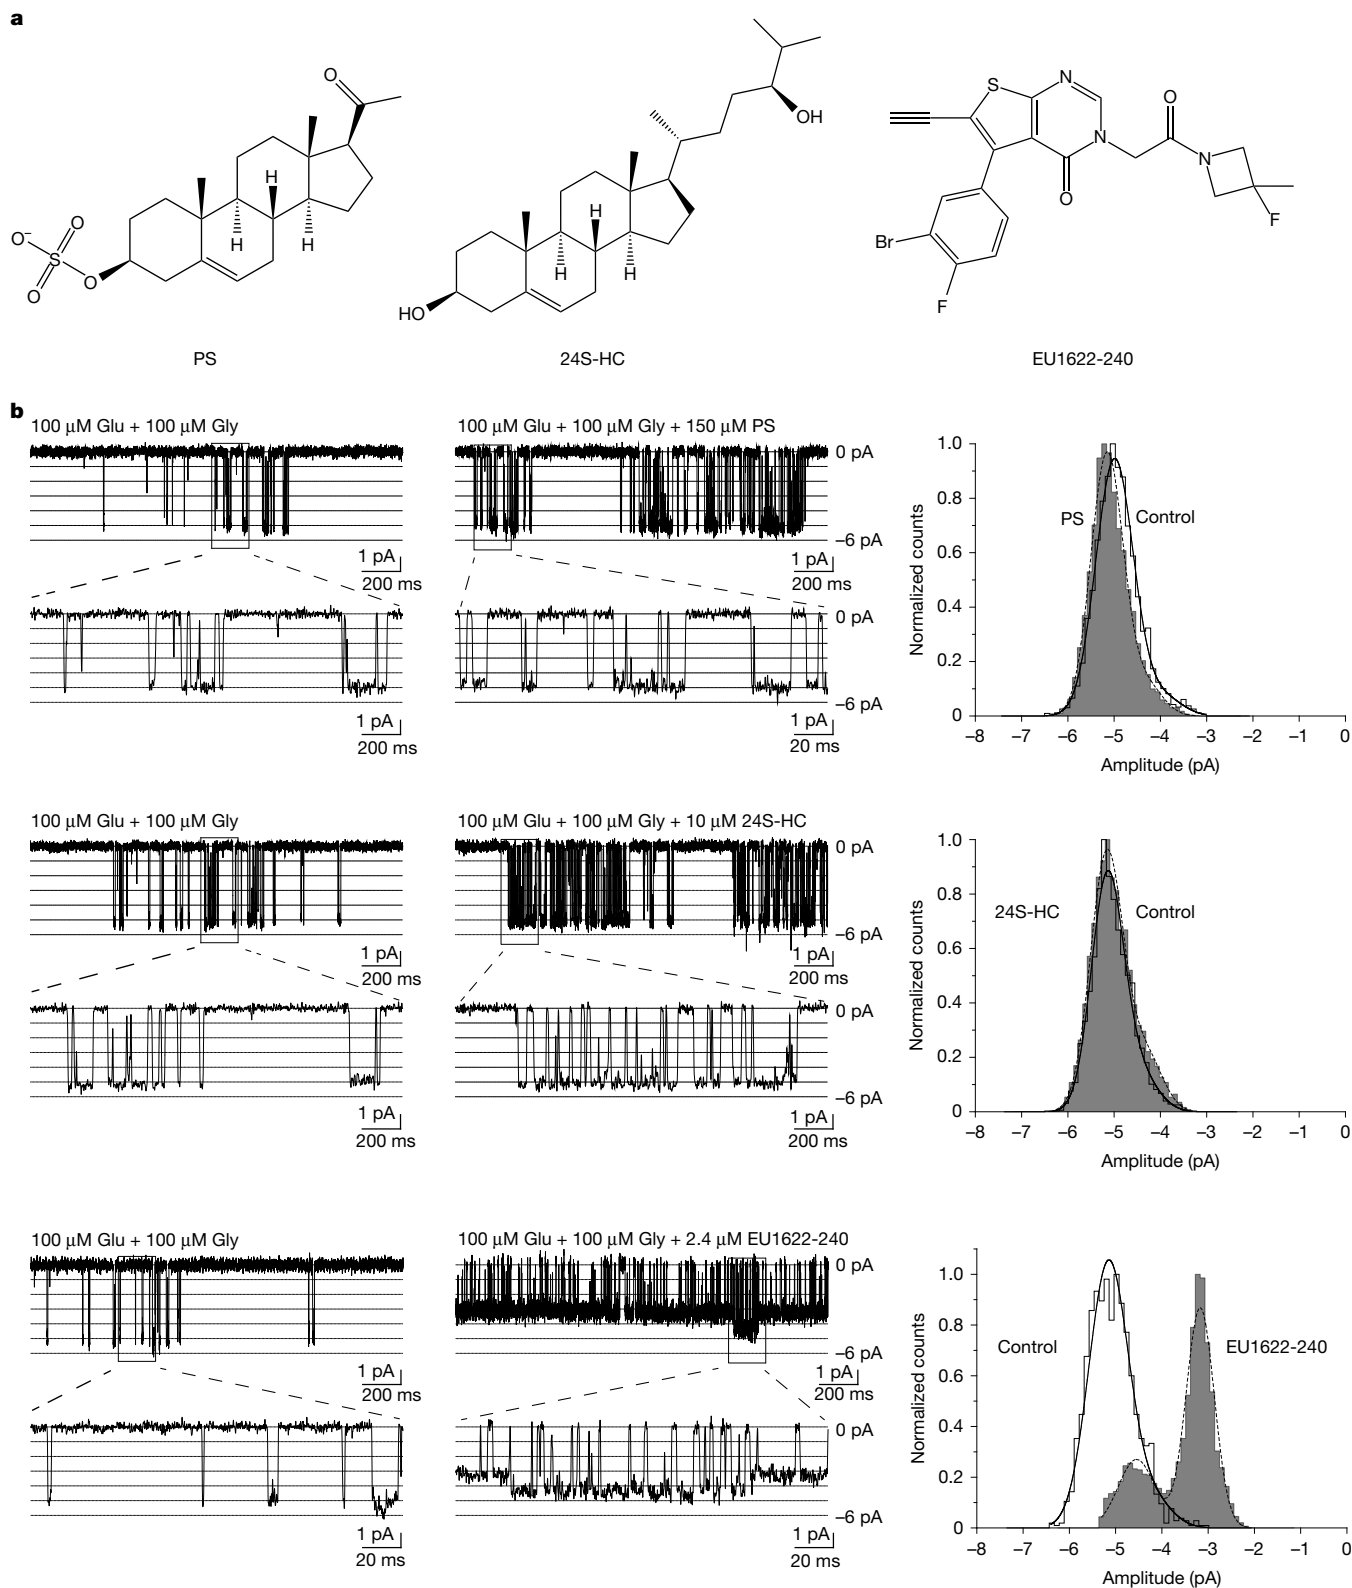 a
O
H
H
H
O⁻
O
S
O
O
PS
OH
H
H
H
HO
24S-HC
S
N
N
O
O
N
F
Br
F
EU1622-240
b
100 μM Glu + 100 μM Gly
100 μM Glu + 100 μM Gly + 150 μM PS
0 pA
–6 pA
1 pA
200 ms
1 pA
200 ms
0 pA
–6 pA
1 pA
200 ms
1 pA
20 ms
Normalized counts
1.0
0.8
0.6
0.4
0.2
0
PS
Control
–8 –7 –6 –5 –4 –3 –2 –1 0
Amplitude (pA)
100 μM Glu + 100 μM Gly
100 μM Glu + 100 μM Gly + 10 μM 24S-HC
0 pA
–6 pA
1 pA
200 ms
1 pA
200 ms
0 pA
–6 pA
1 pA
200 ms
1 pA
200 ms
Normalized counts
1.0
0.8
0.6
0.4
0.2
0
24S-HC
Control
–8 –7 –6 –5 –4 –3 –2 –1 0
Amplitude (pA)
100 μM Glu + 100 μM Gly
100 μM Glu + 100 μM Gly + 2.4 μM EU1622-240
0 pA
–6 pA
1 pA
200 ms
1 pA
200 ms
0 pA
–6 pA
1 pA
20 ms
1 pA
20 ms
Normalized counts
1.0
0.8
0.6
0.4
0.2
0
Control
EU1622-240
–8 –7 –6 –5 –4 –3 –2 –1 0
Amplitude (pA)